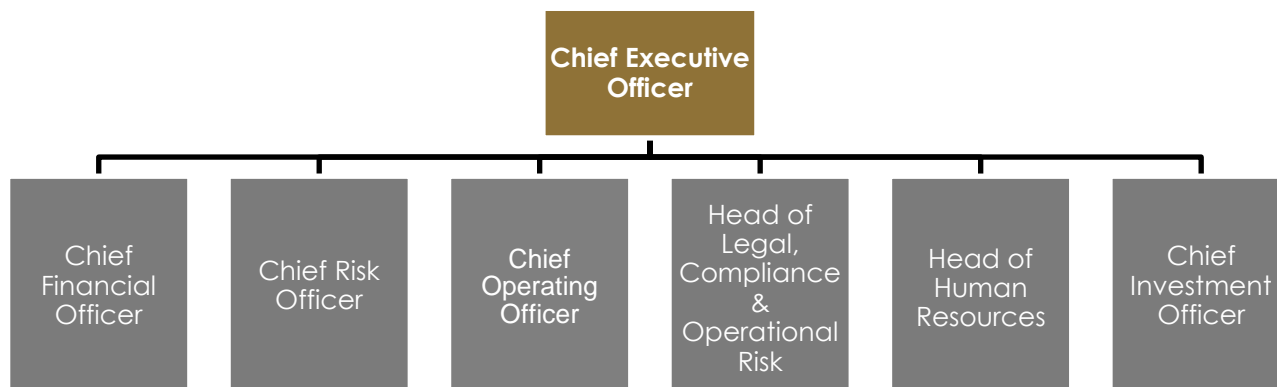 Chief Executive
Officer
Chief
Financial
Officer
Chief Risk
Officer
Chief
Operating
Officer
Head of
Legal,
Compliance
&
Operational
Risk
Head of
Human
Resources
Chief
Investment
Officer